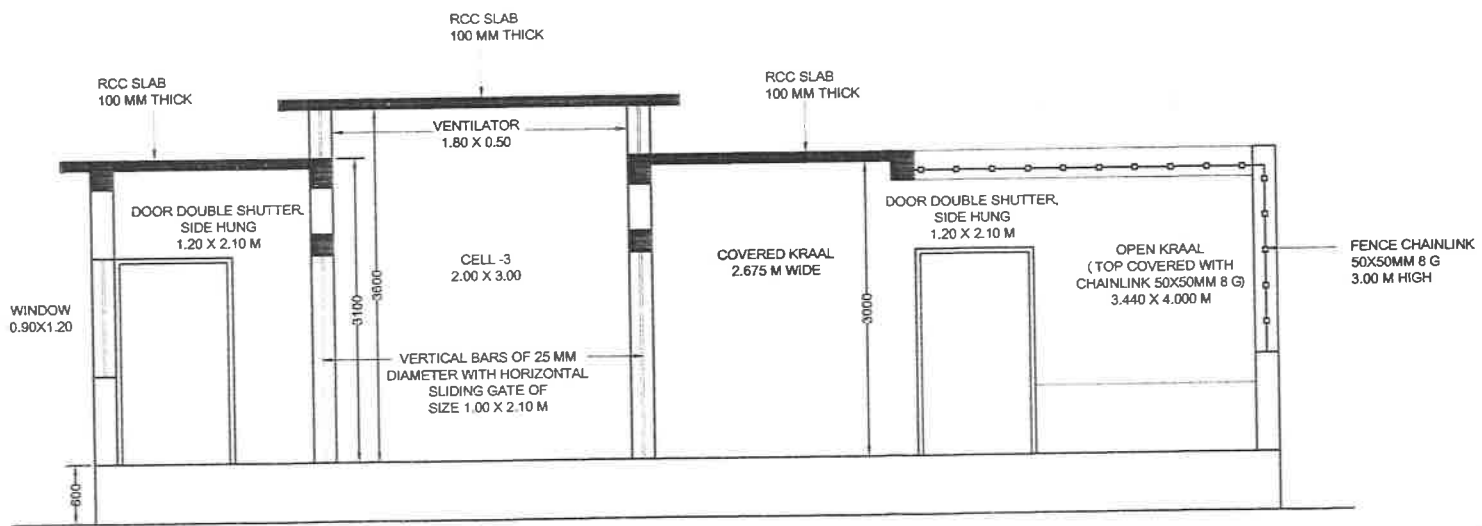 RCC SLAB
100 MM THICK
RCC SLAB
100 MM THICK
RCC SLAB
100 MM THICK
VENTILATOR
1.80 X 0.50
DOOR DOUBLE SHUTTER,
SIDE HUNG
1.20 X 2.10 M
WINDOW
0.90X1.20
CELL -3
2.00 X 3.00
3100
3600
VERTICAL BARS OF 25 MM
DIAMETER WITH HORIZONTAL
SLIDING GATE OF
SIZE 1.00 X 2.10 M
COVERED KRAAL
2.675 M WIDE
3000
DOOR DOUBLE SHUTTER,
SIDE HUNG
1.20 X 2.10 M
OPEN KRAAL
( TOP COVERED WITH
CHAINLINK 50X50MM 8 G)
3.440 X 4.000 M
FENCE CHAINLINK
50X50MM 8 G
3.00 M HIGH
600